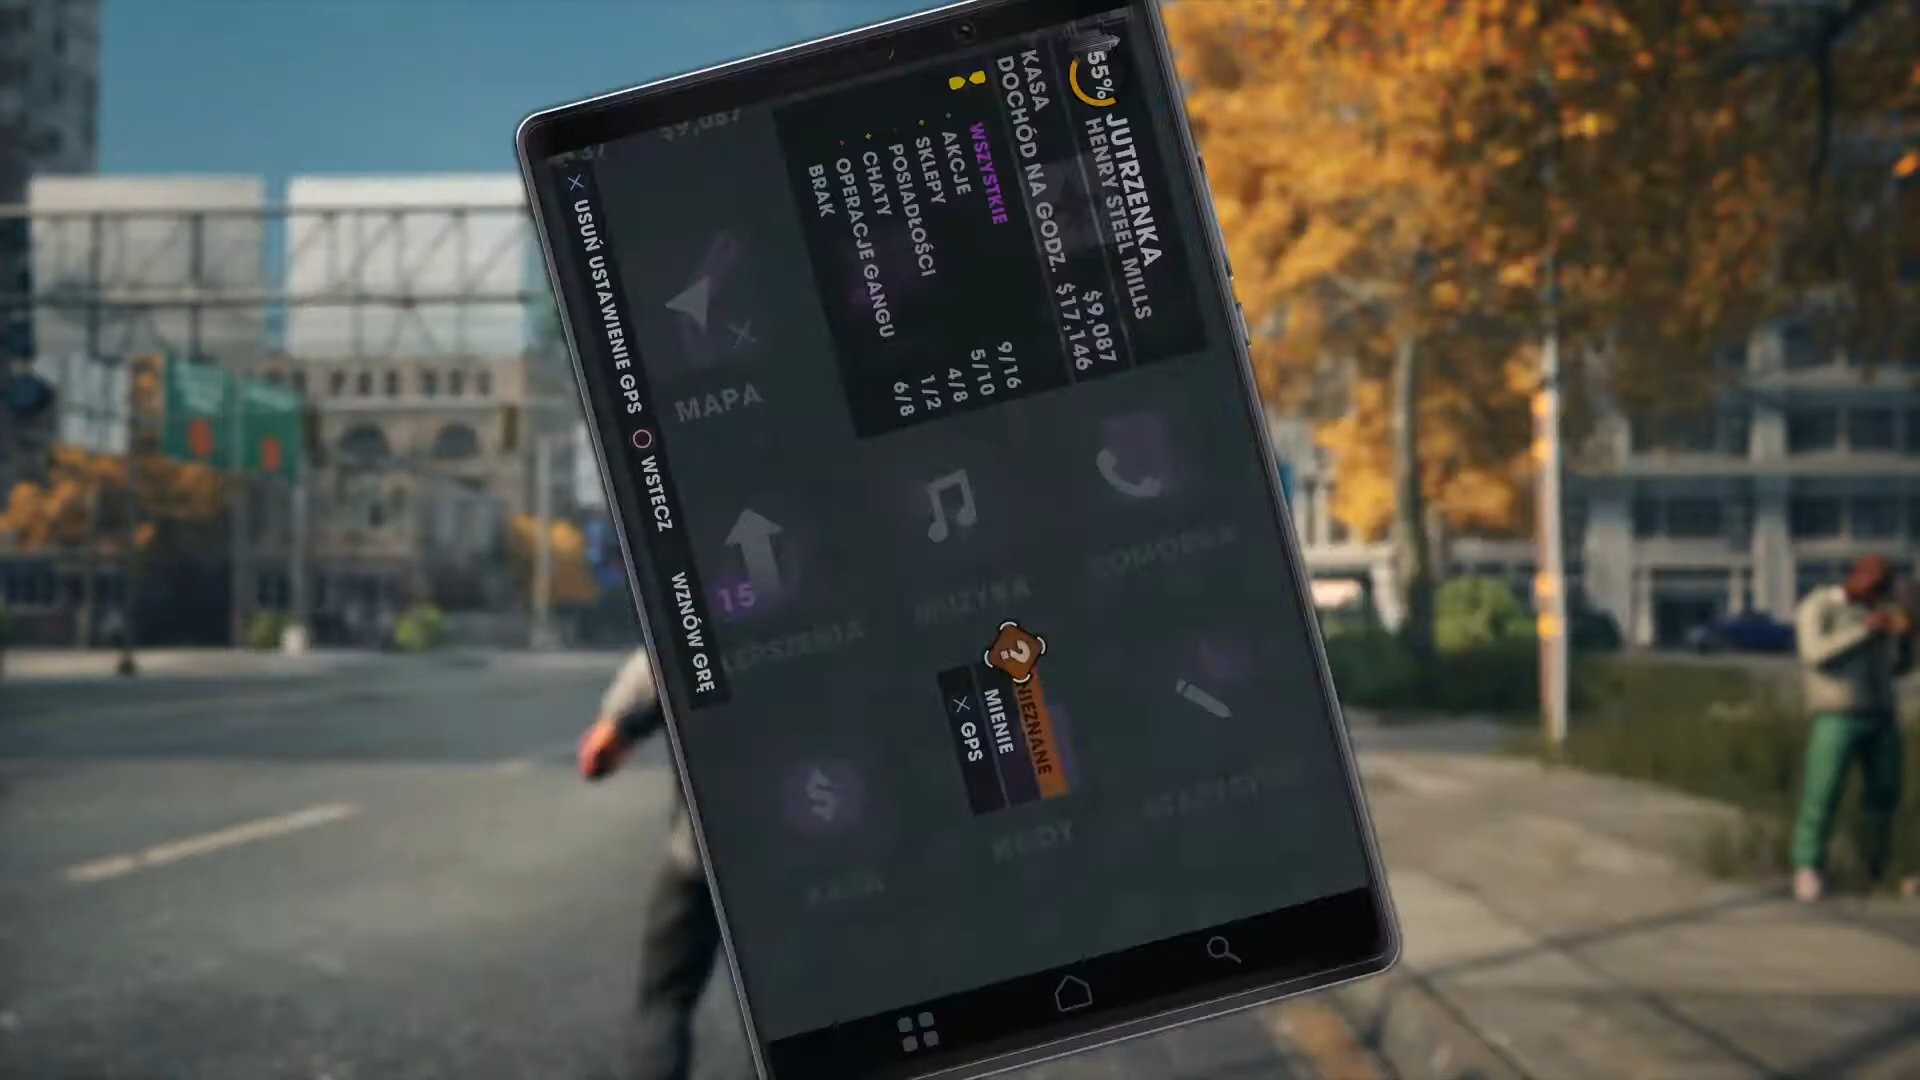 55%
JUTRZENKA
HENRY STEEL MILLS
KASA $9,087
DOCHÓD NA GODZ. $17,146
WSZYSTKIE
AKCJE 9/16
SKLEPY 5/10
POSIADŁOŚCI 4/8
CHATY 1/2
OPERACJE GANGU 6/8
BRAK
USUŃ USTAWIENIE GPS
WSTECZ
WZNÓW GRĘ
MAPA
15
MUZYKA
NIEZNANE
MIENIE
GPS